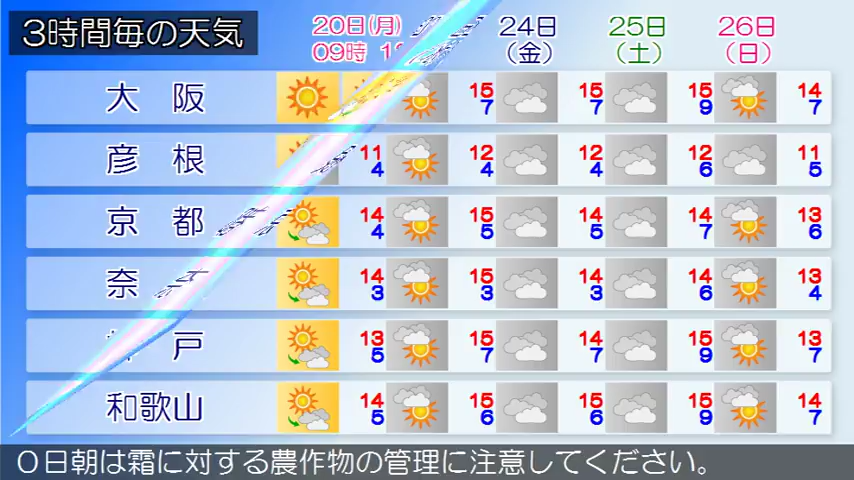 3時間毎の天気
20日(月) 24日 25日 26日
09時 (金) (土) (日)
大阪 15 7 15 7 15 9 14 7
彦根 11 4 12 4 12 4 12 6 11 5
京都 14 4 15 5 14 5 14 7 13 6
奈 14 3 15 3 14 3 14 6 13 4
戸 13 5 15 7 14 7 15 9 13 7
和歌山 14 5 15 6 15 6 15 9 14 7
0日朝は霜に対する農作物の管理に注意してください。